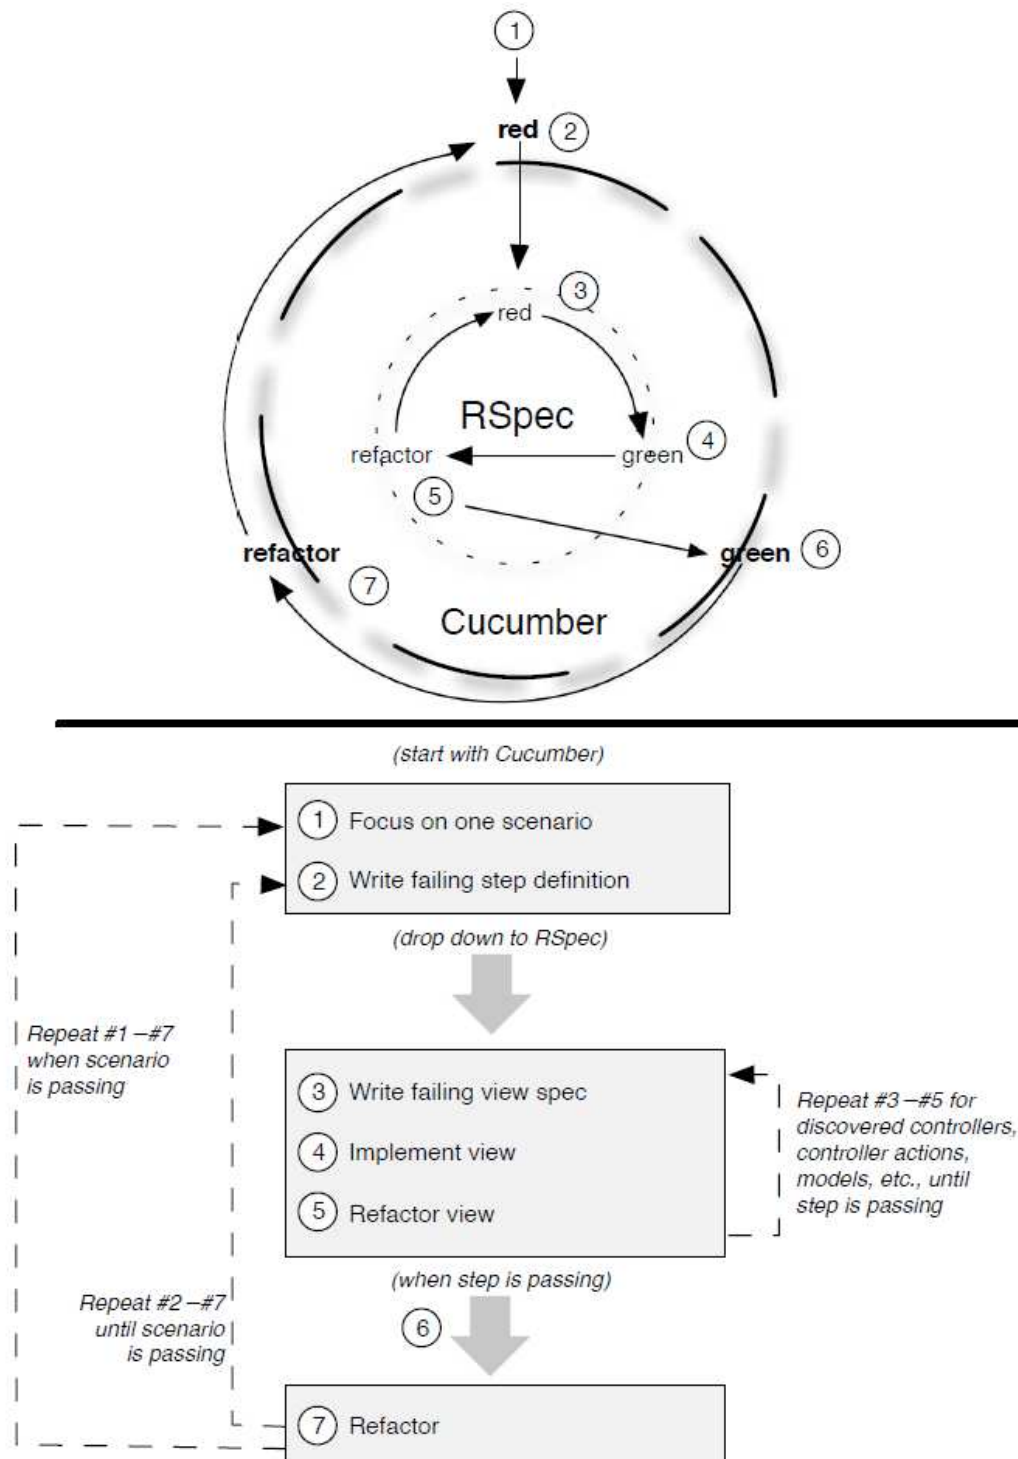 1
red 2
3
red
RSpec
4
refactor
green
5
refactor
green 6
7
Cucumber
(start with Cucumber)
1 Focus on one scenario
2 Write failing step definition
(drop down to RSpec)
Repeat #1–#7
when scenario
is passing
3 Write failing view spec
4 Implement view
5 Refactor view
Repeat #3–#5 for
discovered controllers,
controller actions,
models, etc., until
step is passing
(when step is passing)
6
Repeat #2–#7
until scenario
is passing
7 Refactor